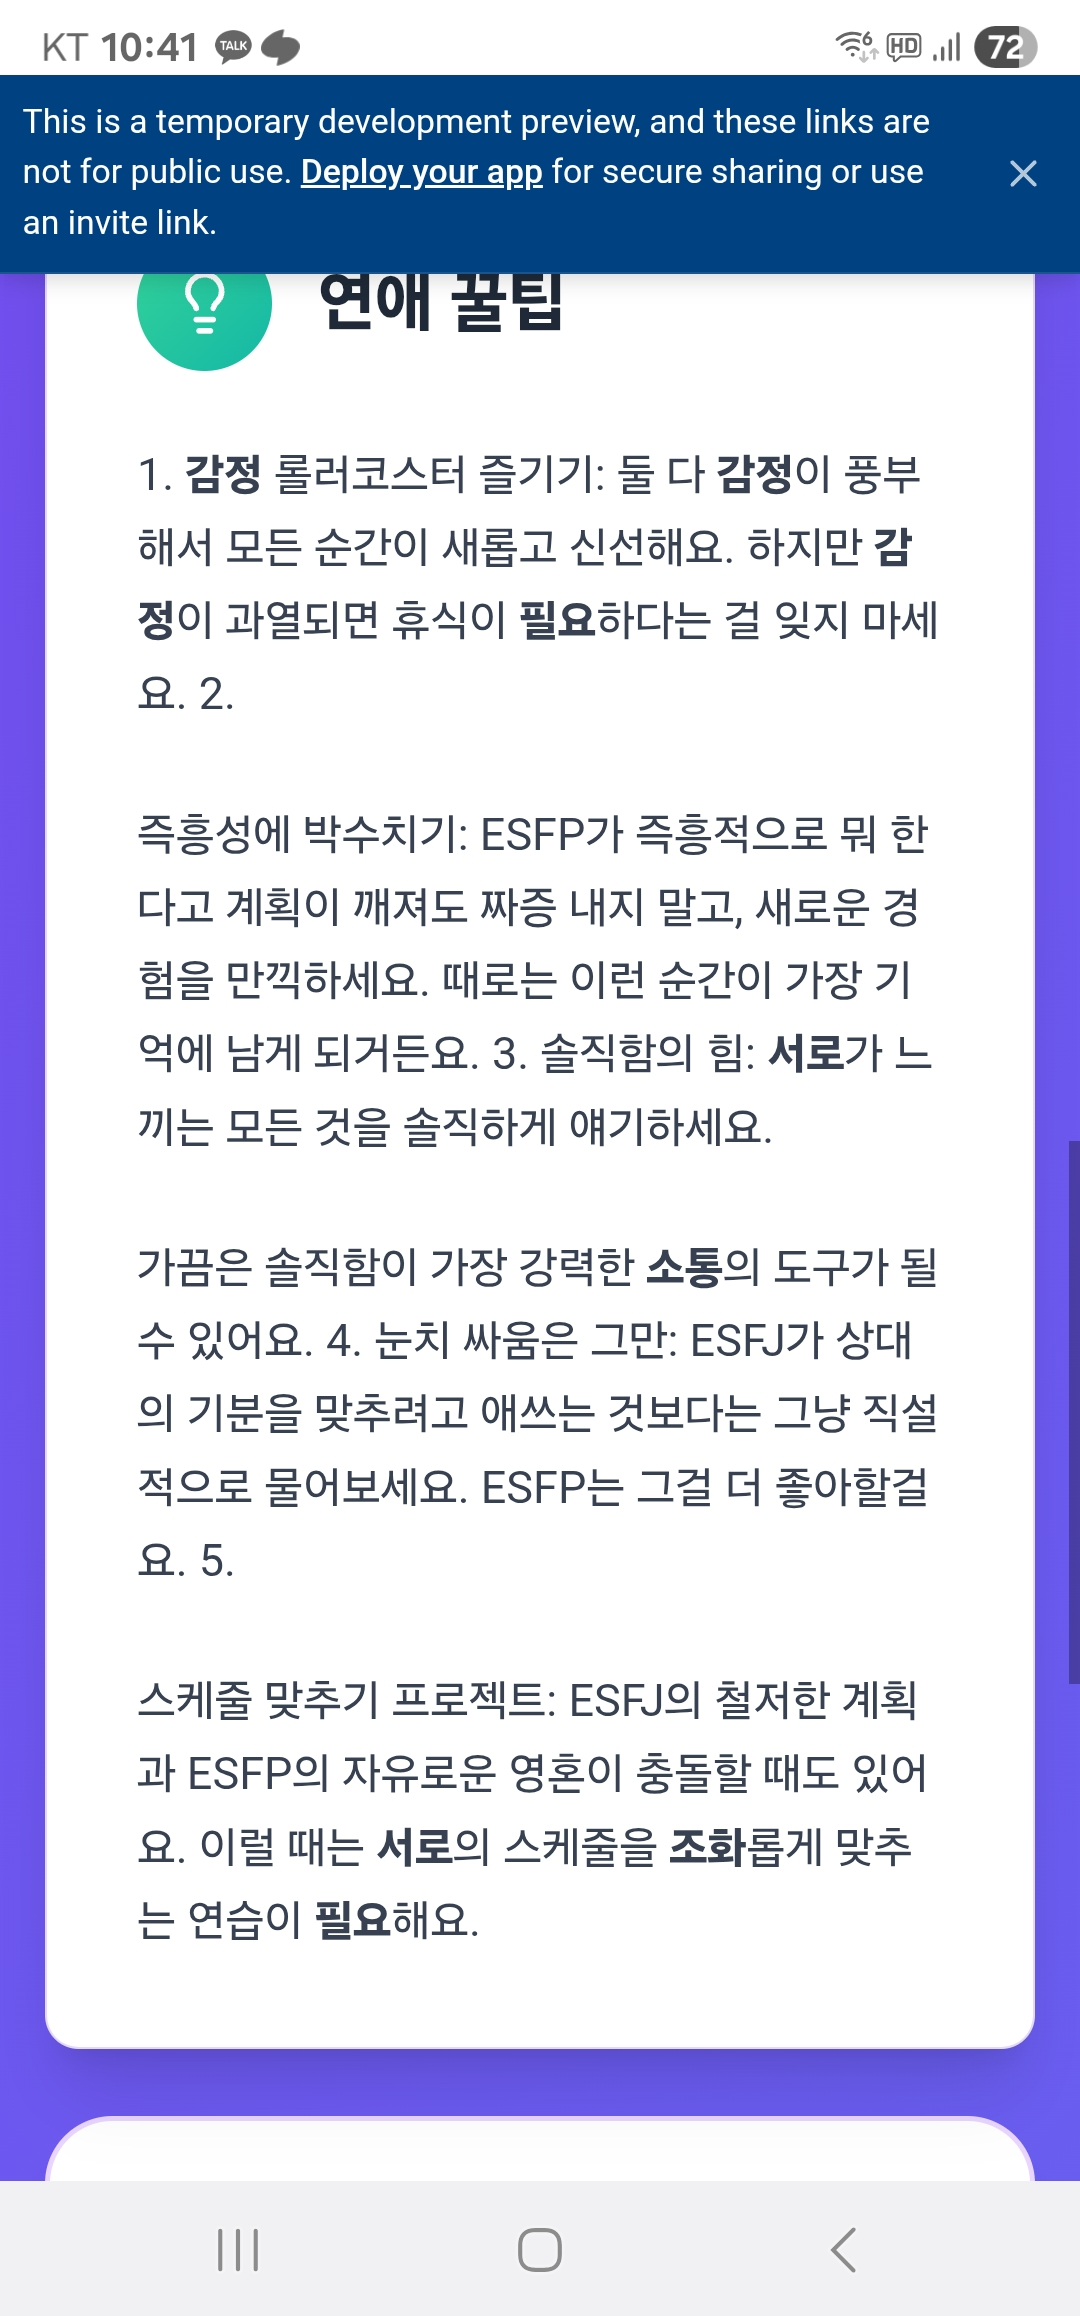 KT 10:41 TALK 6 HD 72
This is a temporary development preview, and these links are
not for public use. Deploy your app for secure sharing or use
an invite link.
연애 꿀팁
1. 감정 롤러코스터 즐기기: 둘 다 감정이 풍부
해서 모든 순간이 새롭고 신선해요. 하지만 감
정이 과열되면 휴식이 필요하다는 걸 잊지 마세
요. 2.
즉흥성에 박수치기: ESFP가 즉흥적으로 뭐 한
다고 계획이 깨져도 짜증 내지 말고, 새로운 경
험을 만끽하세요. 때로는 이런 순간이 가장 기
억에 남게 되거든요. 3. 솔직함의 힘: 서로가 느
끼는 모든 것을 솔직하게 얘기하세요.
가끔은 솔직함이 가장 강력한 소통의 도구가 될
수 있어요. 4. 눈치 싸움은 그만: ESFJ가 상대
의 기분을 맞추려고 애쓰는 것보다는 그냥 직설
적으로 물어보세요. ESFP는 그걸 더 좋아할걸
요. 5.
스케줄 맞추기 프로젝트: ESFJ의 철저한 계획
과 ESFP의 자유로운 영혼이 충돌할 때도 있어
요. 이럴 때는 서로의 스케줄을 조화롭게 맞추
는 연습이 필요해요.